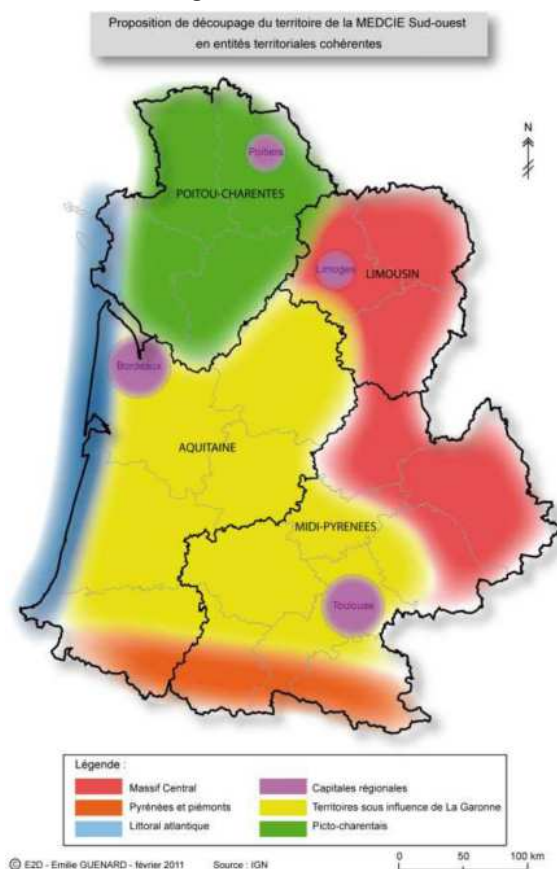 Proposition de découpage du territoire de la MEDCIE Sud-ouest
en entités territoriales cohérentes
N
Poitiers
POITOU-CHARENTES
Limoges
LIMOUSIN
Bordeaux
AQUITAINE
MIDI-PYRENEES
Toulouse
Légende :
Massif Central
Capitales régionales
Pyrénées et piémonts
Territoires sous influence de La Garonne
Littoral atlantique
Picto-charentais
© E2D - Emilie GUENARD - février 2011 Source : IGN
0 50 100 km